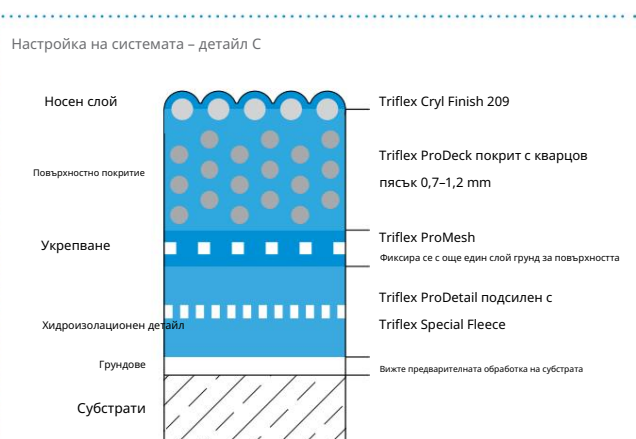 Настройка на системата – детайл C
Носен слой
Triflex Cryl Finish 209
Повърхностно покритие
Triflex ProDeck покрит с кварцов
пясък 0,7–1,2 mm
Укрепване
Triflex ProMesh
Фиксира се с още един слой грунд за повърхността
Хидроизолационен детайл
Triflex ProDetail подсилен с
Triflex Special Fleece
Грундове
Вижте предварителната обработка на субстрата
Субстрати